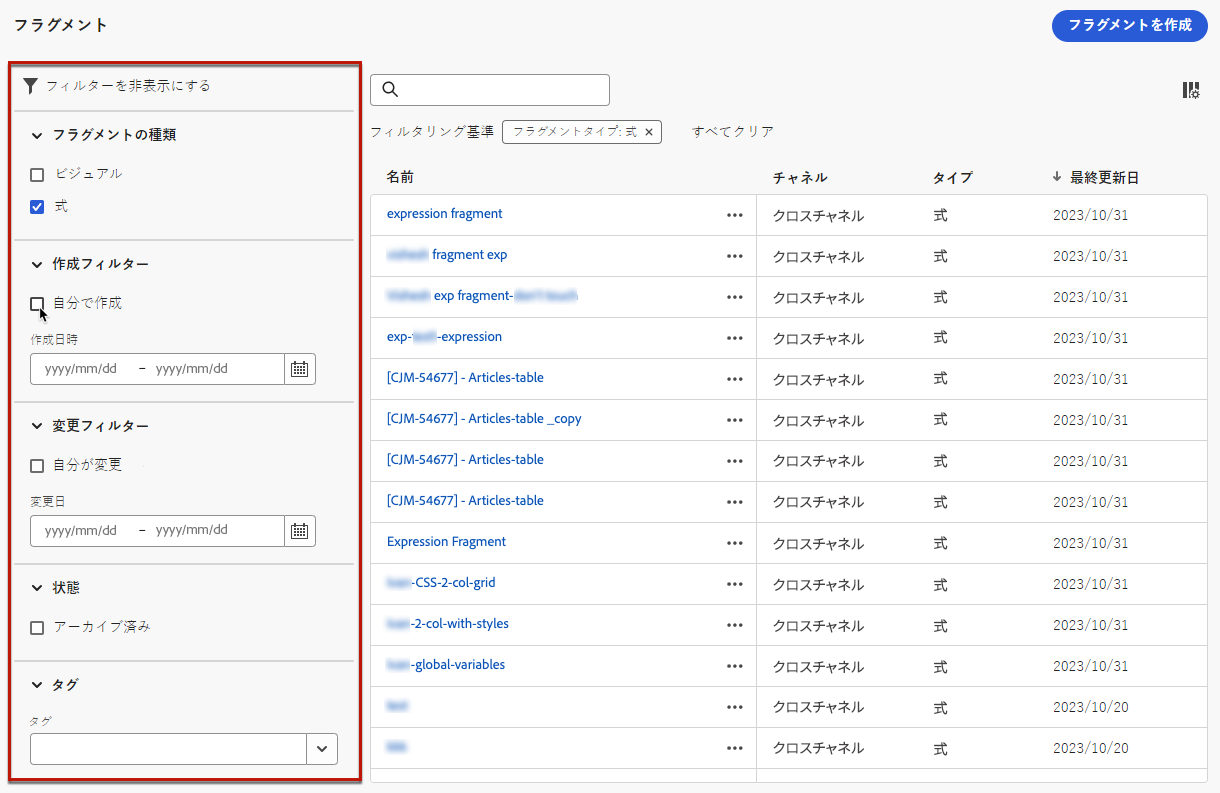 フラグメント
フラグメントを作成
フィルターを非表示にする
フラグメントの種類
ビジュアル
式
作成フィルター
自分で作成
作成日時
yyyy/mm/dd – yyyy/mm/dd
変更フィルター
自分が変更
変更日
yyyy/mm/dd – yyyy/mm/dd
状態
アーカイブ済み
タグ
タグ
フィルタリング基準 フラグメントタイプ: 式 × すべてクリア
名前 チャネル タイプ ↓ 最終更新日
expression fragment ••• クロスチャネル 式 2023/10/31
fragment exp ••• クロスチャネル 式 2023/10/31
exp fragment- ••• クロスチャネル 式 2023/10/31
exp- -expression ••• クロスチャネル 式 2023/10/31
[CJM-54677] - Articles-table ••• クロスチャネル 式 2023/10/31
[CJM-54677] - Articles-table _copy ••• クロスチャネル 式 2023/10/31
[CJM-54677] - Articles-table ••• クロスチャネル 式 2023/10/31
[CJM-54677] - Articles-table ••• クロスチャネル 式 2023/10/31
Expression Fragment ••• クロスチャネル 式 2023/10/31
-CSS-2-col-grid ••• クロスチャネル 式 2023/10/31
-2-col-with-styles ••• クロスチャネル 式 2023/10/31
-global-variables ••• クロスチャネル 式 2023/10/31
••• クロスチャネル 式 2023/10/20
••• クロスチャネル 式 2023/10/20